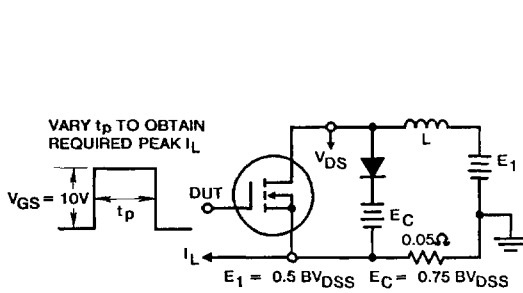 VARY tp TO OBTAIN
REQUIRED PEAK IL
VGS = 10V
tp
DUT
VDS
L
E1
EC
0.05Ω
IL
E1 = 0.5 BVDSS EC = 0.75 BVDSS